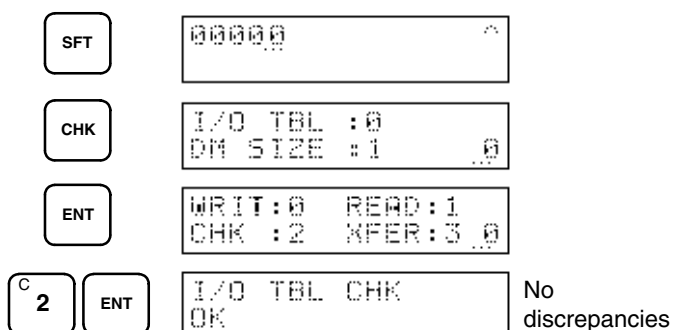 SFT
00000 ^
CHK
I/O TBL :0
DM SIZE :1 0
ENT
WRIT:0 READ:1
CHK :2 XFER:3 0
C
2 ENT
I/O TBL CHK
OK
No
discrepancies